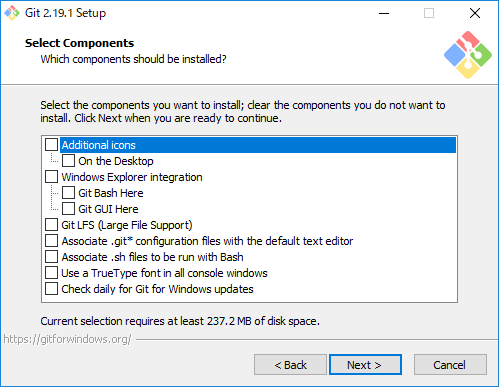 Git 2.19.1 Setup
Select Components
Which components should be installed?
Select the components you want to install; clear the components you do not want to
install. Click Next when you are ready to continue.
Additional icons
On the Desktop
Windows Explorer integration
Git Bash Here
Git GUI Here
Git LFS (Large File Support)
Associate .git* configuration files with the default text editor
Associate .sh files to be run with Bash
Use a TrueType font in all console windows
Check daily for Git for Windows updates
Current selection requires at least 237.2 MB of disk space.
https://gitforwindows.org/
< Back
Next >
Cancel